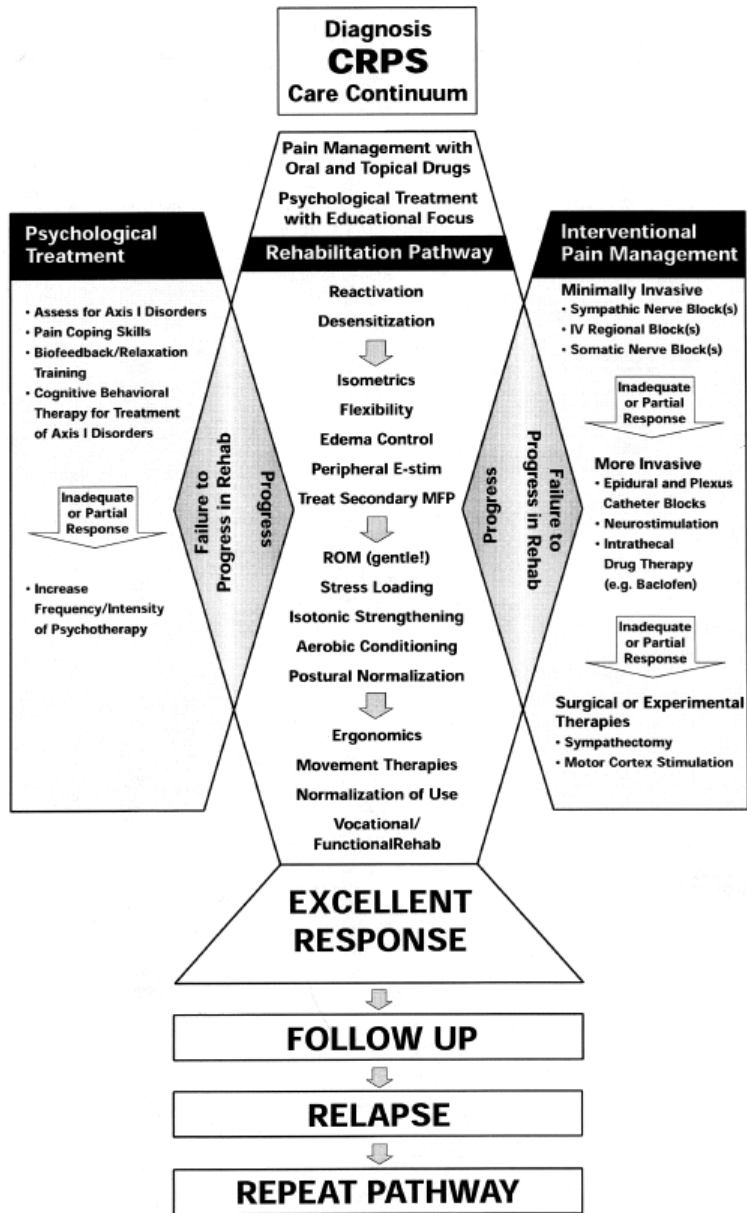 Diagnosis
CRPS
Care Continuum
Pain Management with
Oral and Topical Drugs
Psychological Treatment
with Educational Focus
Psychological
Treatment
• Assess for Axis I Disorders
• Pain Coping Skills
• Biofeedback/Relaxation
Training
• Cognitive Behavioral
Therapy for Treatment
of Axis I Disorders
Inadequate
or Partial
Response
• Increase
Frequency/Intensity
of Psychotherapy
Failure to
Progress in Rehab
Progress
Rehabilitation Pathway
Reactivation
Desensitization
Isometrics
Flexibility
Edema Control
Peripheral E-stim
Treat Secondary MFP
ROM (gentle!)
Stress Loading
Isotonic Strengthening
Aerobic Conditioning
Postural Normalization
Ergonomics
Movement Therapies
Normalization of Use
Vocational/
FunctionalRehab
Progress
Failure to
Progress in Rehab
Interventional
Pain Management
Minimally Invasive
• Sympathic Nerve Block(s)
• IV Regional Block(s)
• Somatic Nerve Block(s)
Inadequate
or Partial
Response
More Invasive
• Epidural and Plexus
Catheter Blocks
• Neurostimulation
• Intrathecal
Drug Therapy
(e.g. Baclofen)
Inadequate
or Partial
Response
Surgical or Experimental
Therapies
• Sympathectomy
• Motor Cortex Stimulation
EXCELLENT
RESPONSE
FOLLOW UP
RELAPSE
REPEAT PATHWAY